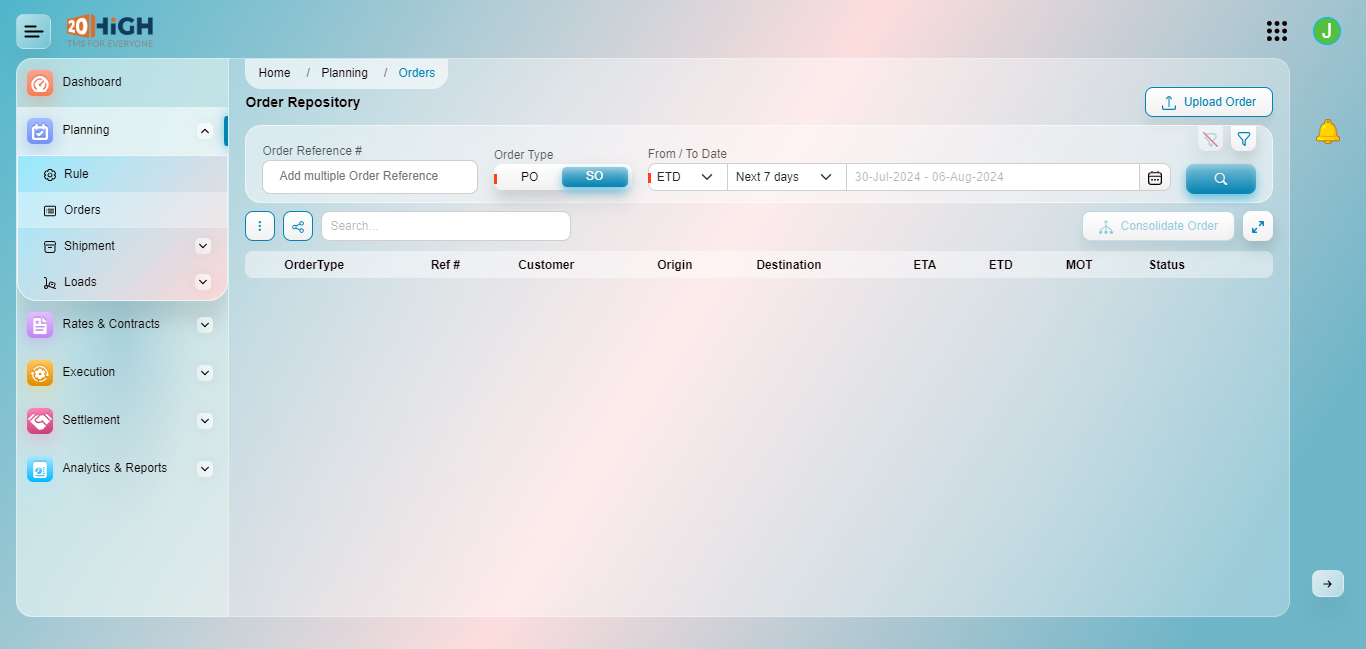 20HiGH
TMS FOR EVERYONE
J
Dashboard
Planning
Rule
Orders
Shipment
Loads
Rates & Contracts
Execution
Settlement
Analytics & Reports
Home / Planning / Orders
Order Repository
Upload Order
Order Reference #
Add multiple Order Reference
Order Type
PO SO
From / To Date
ETD Next 7 days 30-Jul-2024 - 06-Aug-2024
Search...
Consolidate Order
OrderType Ref # Customer Origin Destination ETA ETD MOT Status